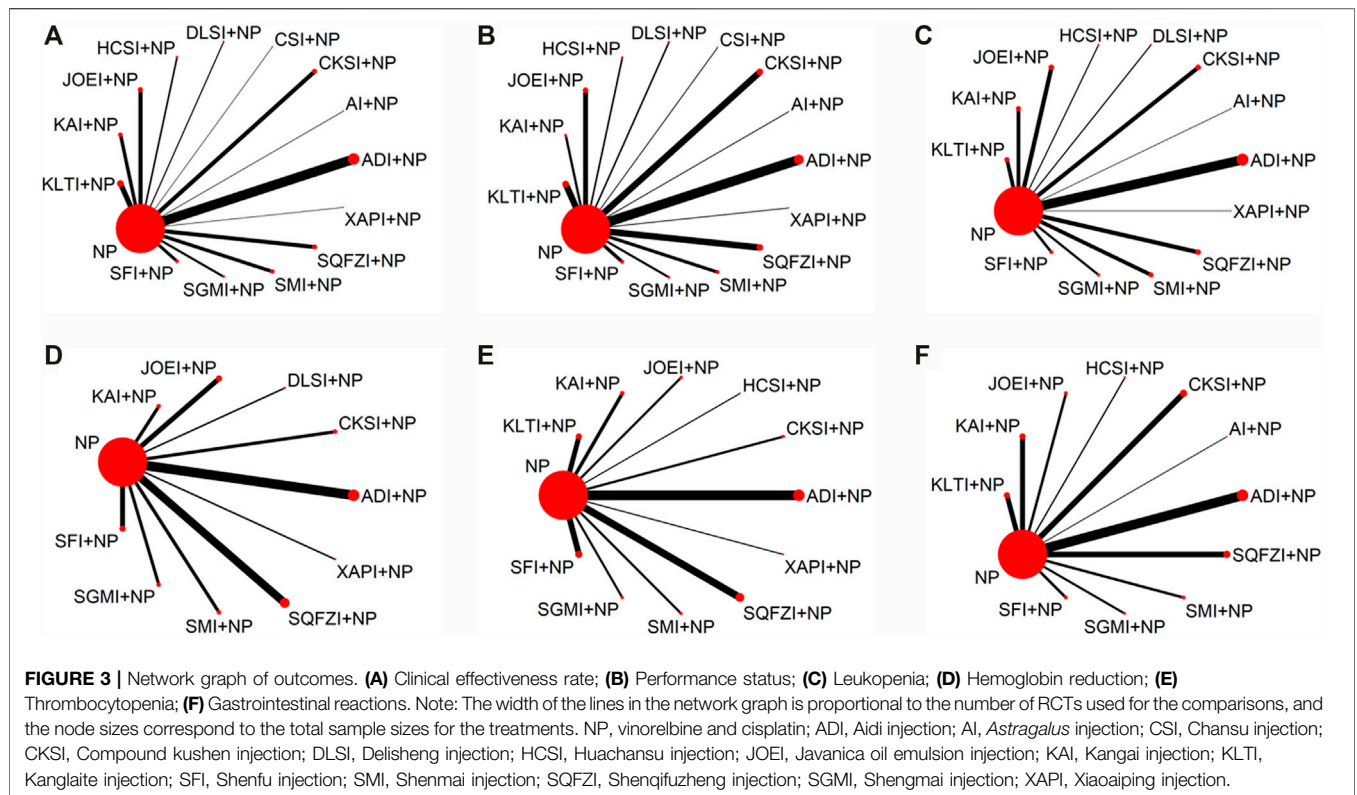 A
DLSI+NP
HCSI+NP
CSI+NP
CKSI+NP
JOEI+NP
AI+NP
KAI+NP
ADI+NP
KLTI+NP
XAPI+NP
NP
SQFZI+NP
SFI+NP
SMI+NP
SGMI+NP
B
DLSI+NP
HCSI+NP
CSI+NP
CKSI+NP
JOEI+NP
AI+NP
KAI+NP
ADI+NP
KLTI+NP
XAPI+NP
NP
SQFZI+NP
SFI+NP
SMI+NP
SGMI+NP
C
HCSI+NP
DLSI+NP
JOEI+NP
CKSI+NP
KAI+NP
AI+NP
KLTI+NP
ADI+NP
XAPI+NP
NP
SQFZI+NP
SFI+NP
SMI+NP
SGMI+NP
D
JOEI+NP
DLSI+NP
KAI+NP
CKSI+NP
NP
ADI+NP
SFI+NP
XAPI+NP
SGMI+NP
SQFZI+NP
SMI+NP
E
JOEI+NP
KAI+NP
HCSI+NP
KLTI+NP
CKSI+NP
NP
ADI+NP
SFI+NP
XAPI+NP
SGMI+NP
SQFZI+NP
SMI+NP
F
HCSI+NP
JOEI+NP
CKSI+NP
KAI+NP
AI+NP
KLTI+NP
ADI+NP
SQFZI+NP
NP
SFI+NP
SMI+NP
SGMI+NP
FIGURE 3 | Network graph of outcomes. (A) Clinical effectiveness rate; (B) Performance status; (C) Leukopenia; (D) Hemoglobin reduction; (E)
Thrombocytopenia; (F) Gastrointestinal reactions. Note: The width of the lines in the network graph is proportional to the number of RCTs used for the comparisons, and
the node sizes correspond to the total sample sizes for the treatments. NP, vinorelbine and cisplatin; ADI, Aidi injection; AI, Astragalus injection; CSI, Chansu injection;
CKSI, Compound kushen injection; DLSI, Delisheng injection; HCSI, Huachansu injection; JOEI, Javanica oil emulsion injection; KAI, Kangai injection; KLTI,
Kanglaite injection; SFI, Shenfu injection; SMI, Shenmai injection; SQFZI, Shenqifuzheng injection; SGMI, Shengmai injection; XAPI, Xiaoaiping injection.